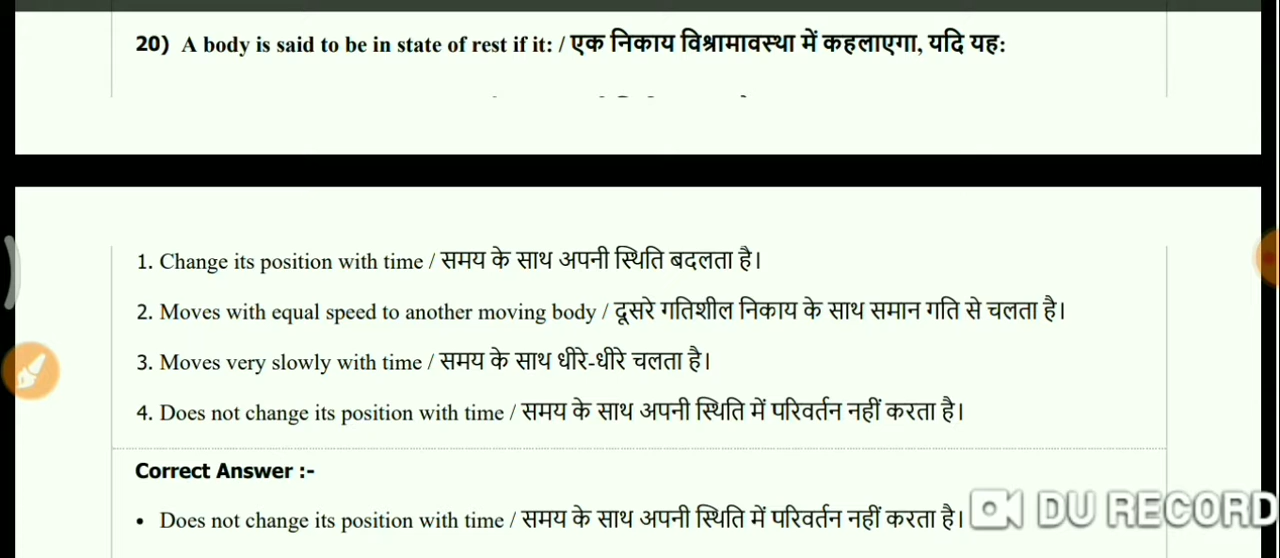 20) A body is said to be in state of rest if it: / एक निकाय विश्रामावस्था में कहलाएगा, यदि यह:
1. Change its position with time / समय के साथ अपनी स्थिति बदलता है।
2. Moves with equal speed to another moving body / दूसरे गतिशील निकाय के साथ समान गति से चलता है।
3. Moves very slowly with time / समय के साथ धीरे-धीरे चलता है।
4. Does not change its position with time / समय के साथ अपनी स्थिति में परिवर्तन नहीं करता है।
Correct Answer :-
• Does not change its position with time / समय के साथ अपनी स्थिति में परिवर्तन नहीं करता है।
DU RECORD